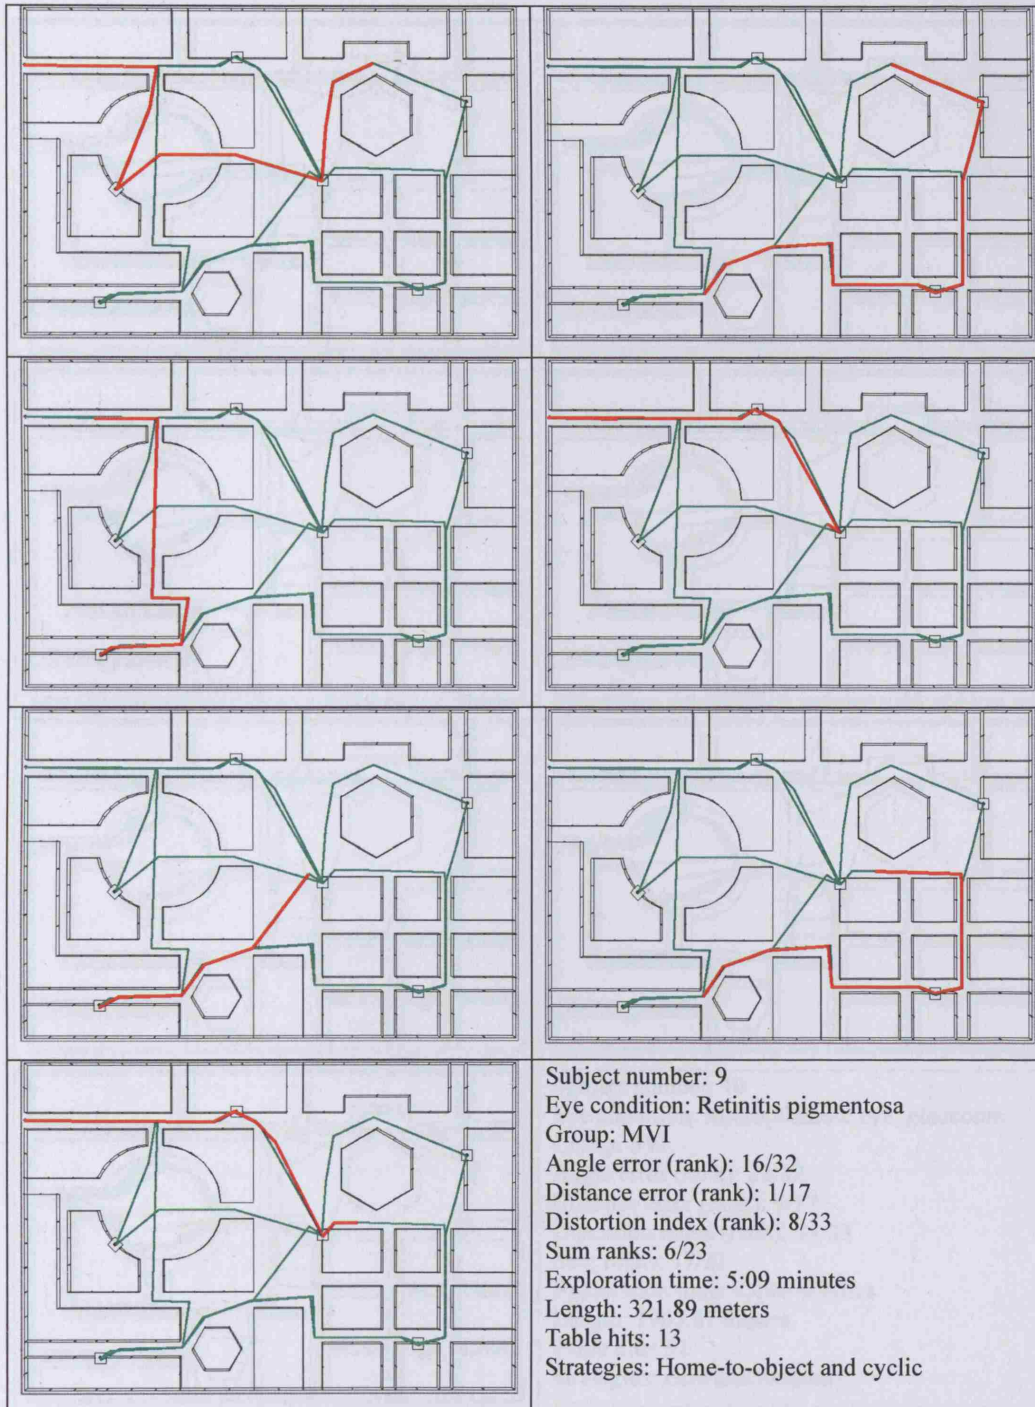 Subject number: 9
Eye condition: Retinitis pigmentosa
Group: MVI
Angle error (rank): 16/32
Distance error (rank): 1/17
Distortion index (rank): 8/33
Sum ranks: 6/23
Exploration time: 5:09 minutes
Length: 321.89 meters
Table hits: 13
Strategies: Home-to-object and cyclic